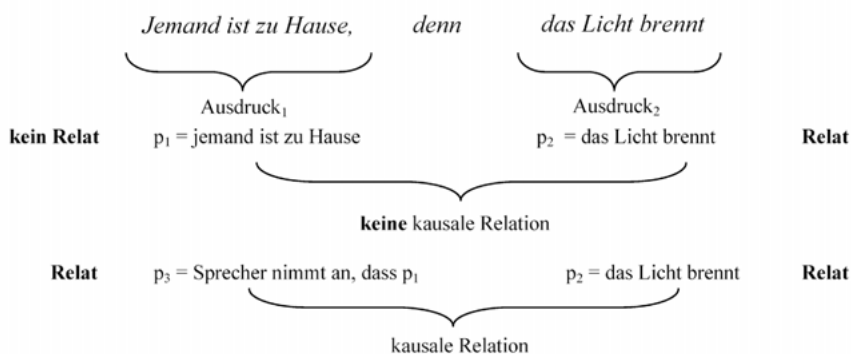 Jemand ist zu Hause, denn das Licht brennt
Ausdruck₁ Ausdruck₂
kein Relat p₁ = jemand ist zu Hause p₂ = das Licht brennt Relat
keine kausale Relation
Relat p₃ = Sprecher nimmt an, dass p₁ p₂ = das Licht brennt Relat
kausale Relation